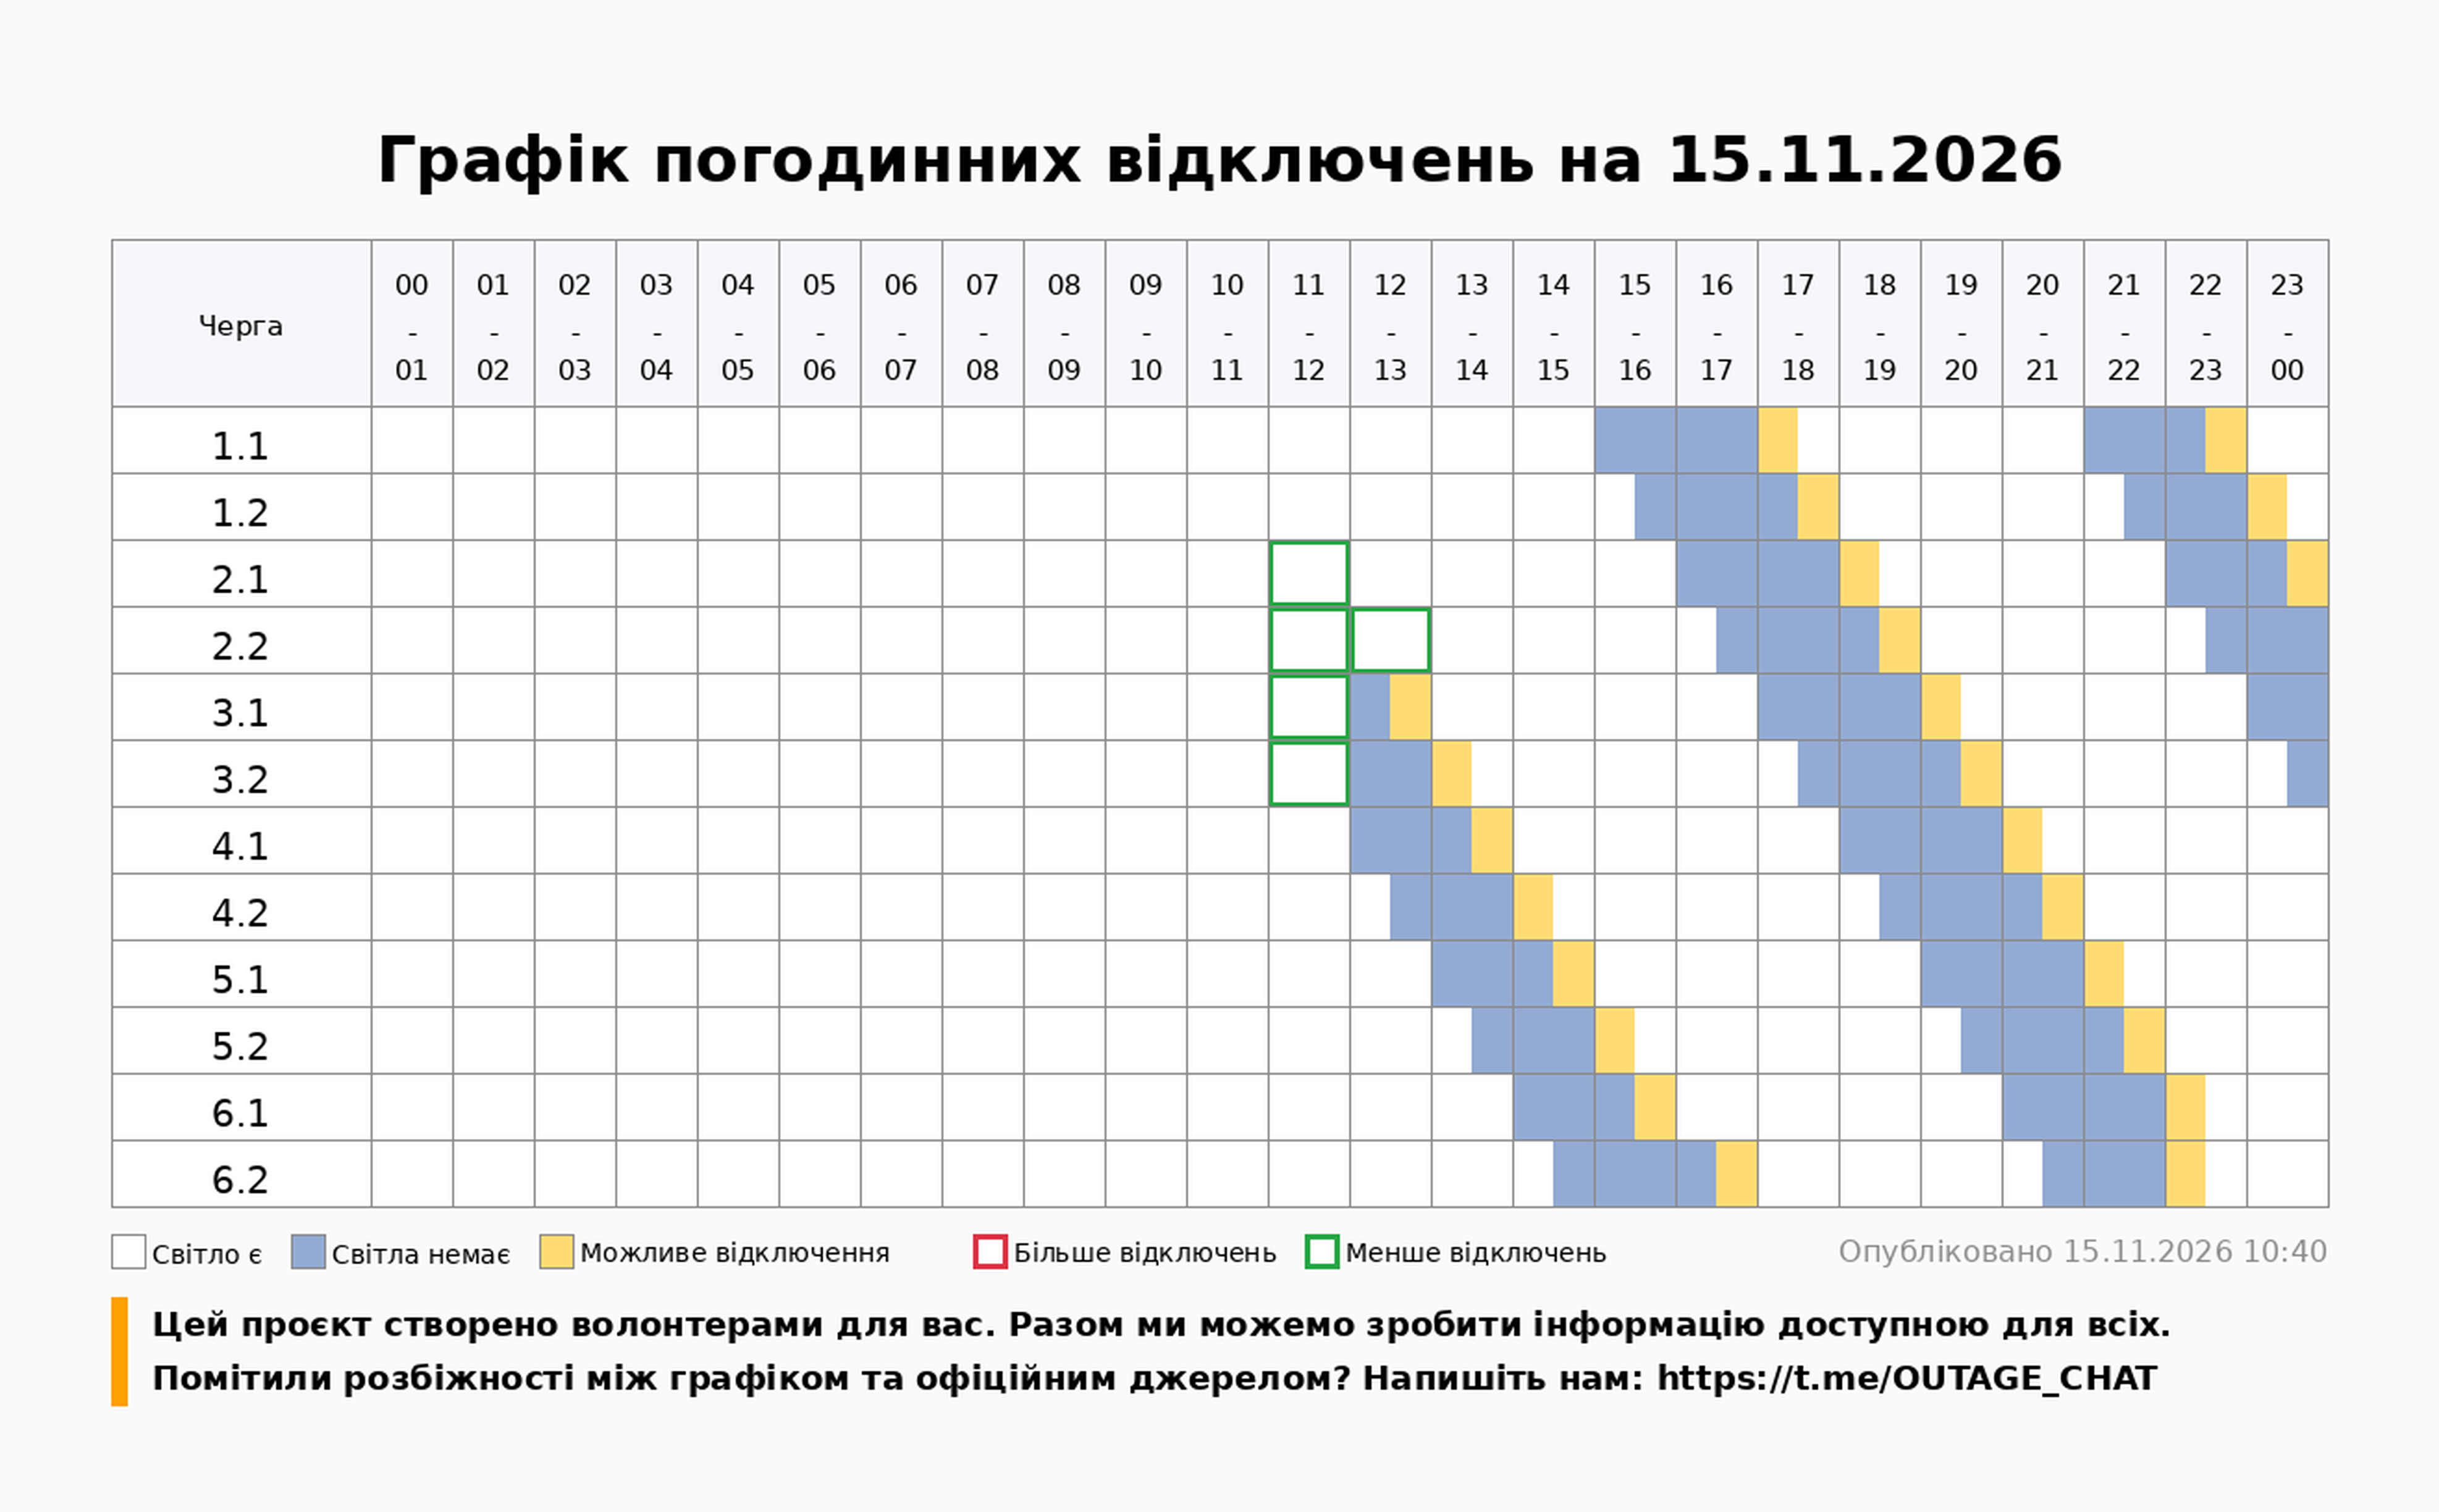 Графік погодинних відключень на 15.11.2026
Черга 00 - 01 01 - 02 02 - 03 03 - 04 04 - 05 05 - 06 06 - 07 07 - 08 08 - 09 09 - 10 10 - 11 11 - 12 12 - 13 13 - 14 14 - 15 15 - 16 16 - 17 17 - 18 18 - 19 19 - 20 20 - 21 21 - 22 22 - 23 23 - 00
1.1
1.2
2.1
2.2
3.1
3.2
4.1
4.2
5.1
5.2
6.1
6.2
Світло є Світла немає Можливе відключення Більше відключень Менше відключень Опубліковано 15.11.2026 10:40
Цей проєкт створено волонтерами для вас. Разом ми можемо зробити інформацію доступною для всіх.
Помітили розбіжності між графіком та офіційним джерелом? Напишіть нам: https://t.me/OUTAGE_CHAT